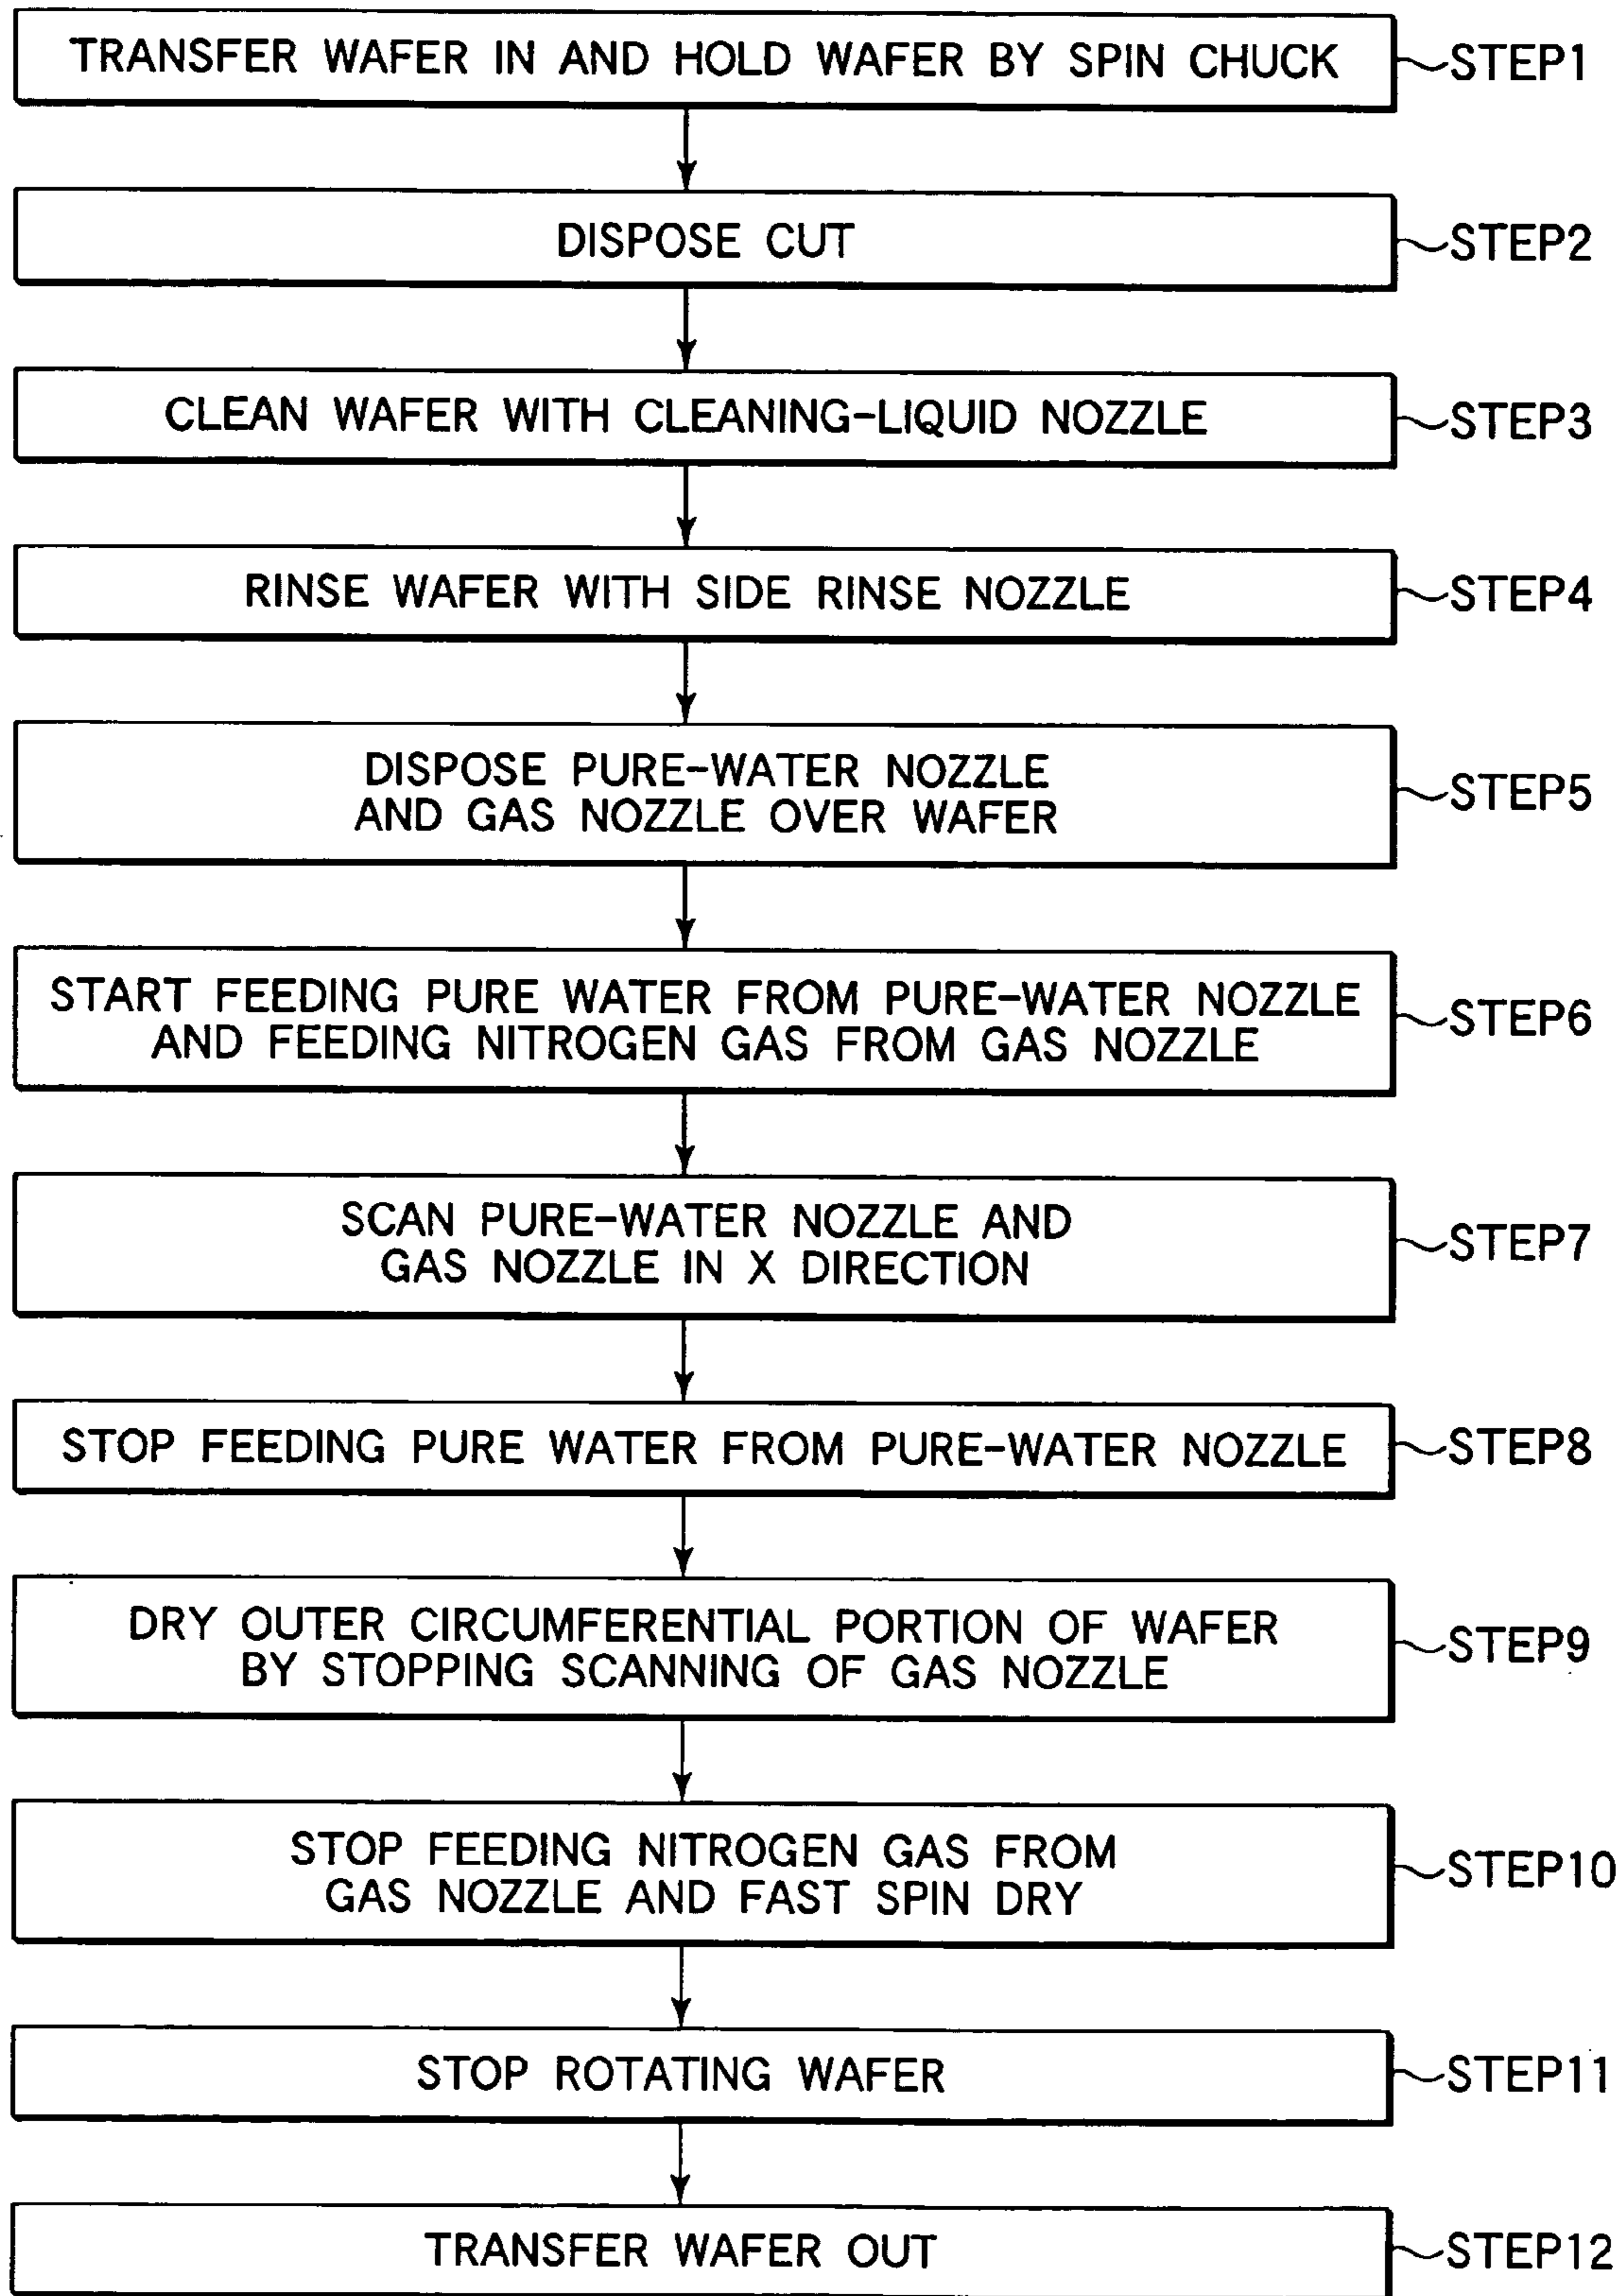 TRANSFER WAFER IN AND HOLD WAFER BY SPIN CHUCK
STEP1
DISPOSE CUT
STEP2
CLEAN WAFER WITH CLEANING-LIQUID NOZZLE
STEP3
RINSE WAFER WITH SIDE RINSE NOZZLE
STEP4
DISPOSE PURE-WATER NOZZLE
AND GAS NOZZLE OVER WAFER
STEP5
START FEEDING PURE WATER FROM PURE-WATER NOZZLE
AND FEEDING NITROGEN GAS FROM GAS NOZZLE
STEP6
SCAN PURE-WATER NOZZLE AND
GAS NOZZLE IN X DIRECTION
STEP7
STOP FEEDING PURE WATER FROM PURE-WATER NOZZLE
STEP8
DRY OUTER CIRCUMFERENTIAL PORTION OF WAFER
BY STOPPING SCANNING OF GAS NOZZLE
STEP9
STOP FEEDING NITROGEN GAS FROM
GAS NOZZLE AND FAST SPIN DRY
STEP10
STOP ROTATING WAFER
STEP11
TRANSFER WAFER OUT
STEP12